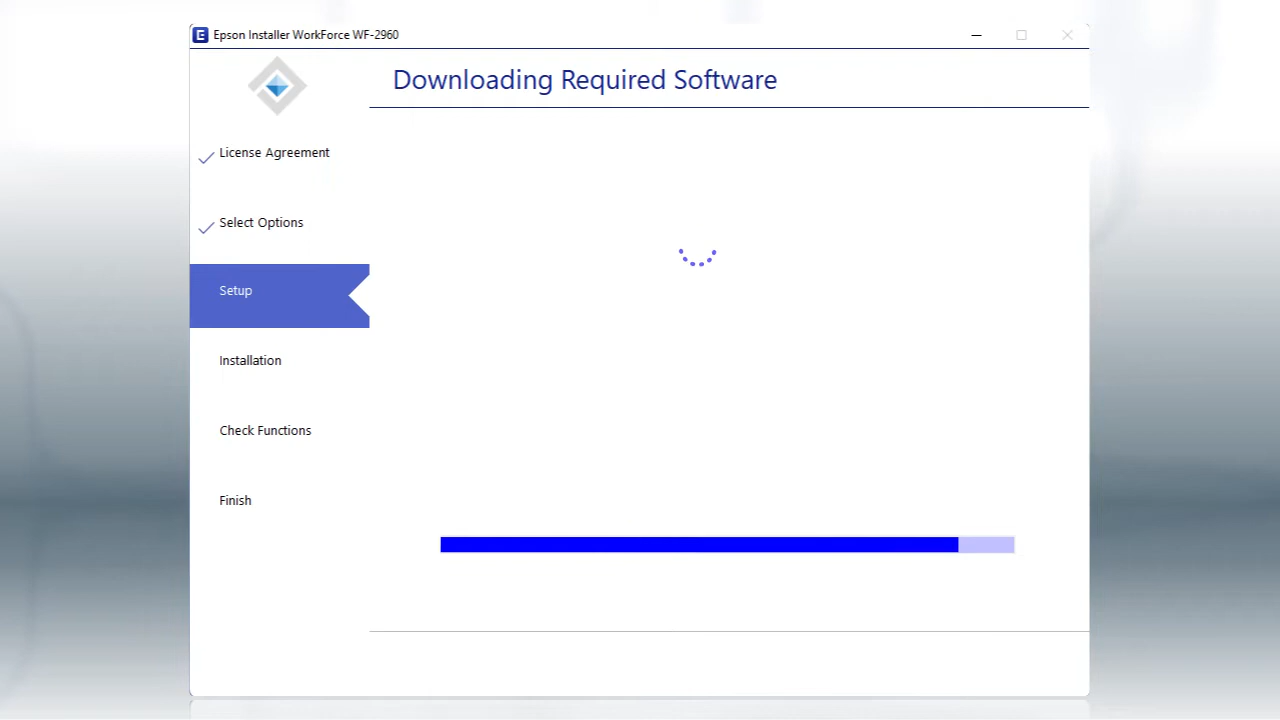 Epson Installer WorkForce WF-2960
Downloading Required Software
License Agreement
Select Options
Setup
Installation
Check Functions
Finish